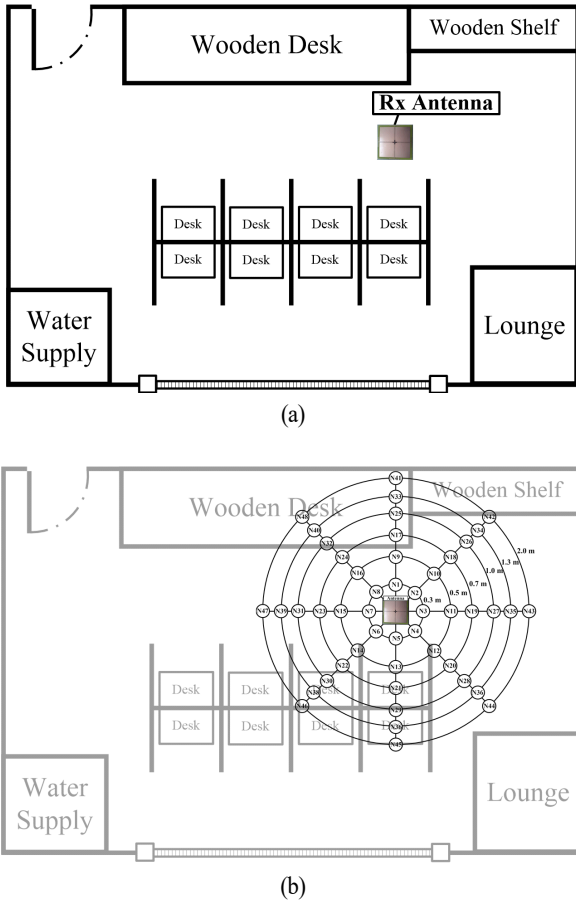 Wooden Desk
Wooden Shelf
Rx Antenna
Desk Desk Desk Desk
Desk Desk Desk Desk
Water
Supply
Lounge
(a)
N41
Wooden Desk
Wooden Shelf
N33
N48
N25
N42
N40
N34
N17
N32
N26
2.0 m
N24
N9
N18
1.3 m
N16
N10
1.0 m
0.7 m
N1
N8
N2
0.5 m
Antenna
0.3 m
N47 N39 N31 N23 N15 N7 N3 N11 N19 N27 N35 N43
N6
N4
N5
N14
N12
N22
N13
N20
N30
N28
Desk Desk Desk Desk
N21
N38
N36
N46
N29
N44
Desk Desk Desk Desk
N36
N45
Water
Supply
Lounge
(b)